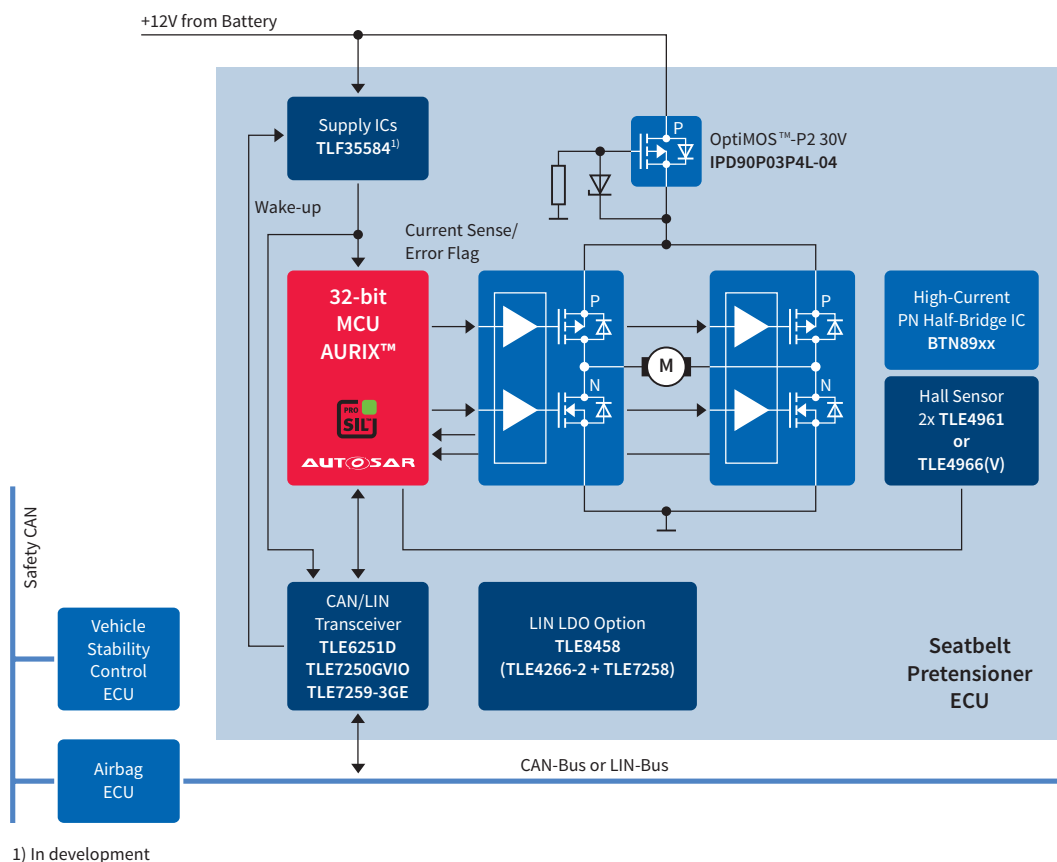 +12V from Battery
Supply ICs
TLF355841)
P
OptiMOS™-P2 30V
IPD90P03P4L-04
Wake-up
Current Sense/
Error Flag
32-bit
MCU
AURIX™
PRO
SIL™
AUTOSAR
P
N
M
P
N
High-Current
PN Half-Bridge IC
BTN89xx
Hall Sensor
2x TLE4961
or
TLE4966(V)
Safety CAN
Vehicle
Stability
Control
ECU
Airbag
ECU
CAN/LIN
Transceiver
TLE6251D
TLE7250GVIO
TLE7259-3GE
LIN LDO Option
TLE8458
(TLE4266-2 + TLE7258)
Seatbelt
Pretensioner
ECU
CAN-Bus or LIN-Bus
1) In development